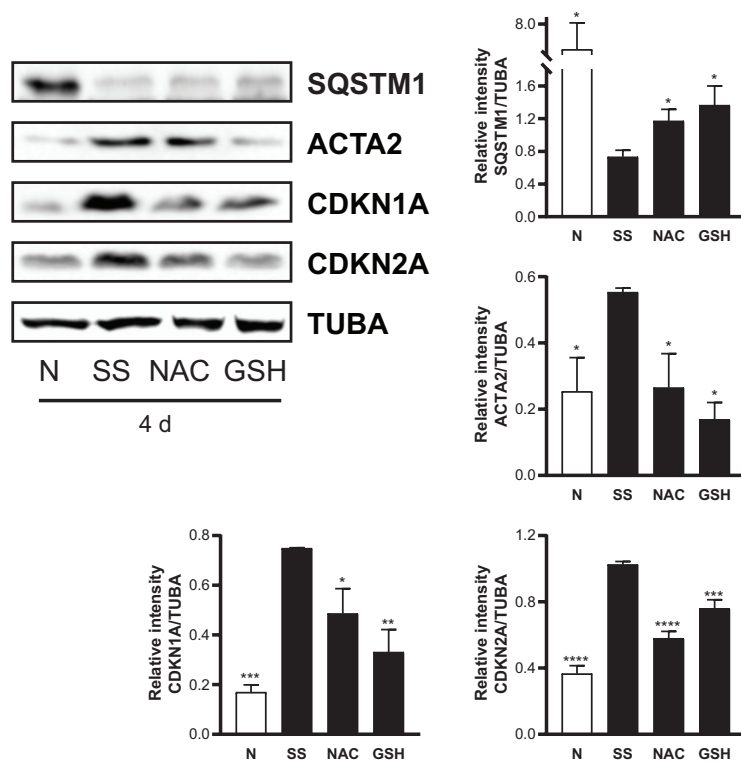 SQSTM1
ACTA2
CDKN1A
CDKN2A
TUBA
N SS NAC GSH
4 d
Relative intensity
SQSTM1/TUBA
8.0
1.8
1.2
0.8
0.4
0.0
*
*
*
N SS NAC GSH
Relative intensity
ACTA2/TUBA
0.6
0.4
0.2
0.0
*
*
*
N SS NAC GSH
Relative intensity
CDKN1A/TUBA
0.8
0.6
0.4
0.2
0.0
***
*
**
N SS NAC GSH
Relative intensity
CDKN2A/TUBA
1.2
0.8
0.4
0.0
****
****
***
N SS NAC GSH